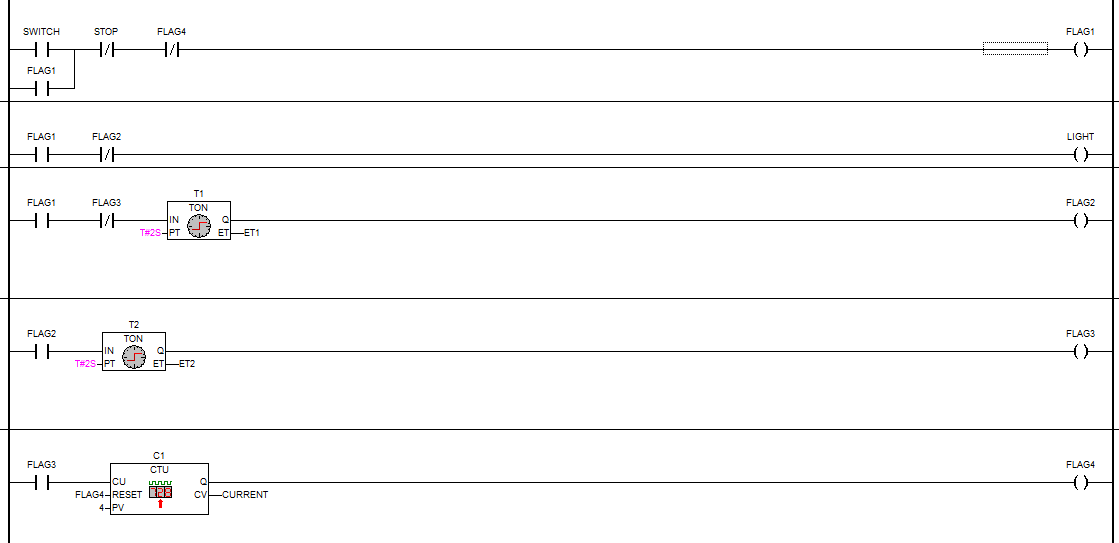 SWITCH STOP FLAG4 FLAG1
FLAG1
FLAG1 FLAG2 LIGHT
T1
FLAG1 FLAG3 TON FLAG2
IN Q
T#2S PT ET ET1
T2
FLAG2 TON FLAG3
IN Q
T#2S PT ET ET2
C1
FLAG3 CTU FLAG4
CU Q
FLAG4 RESET CV CURRENT
4 PV